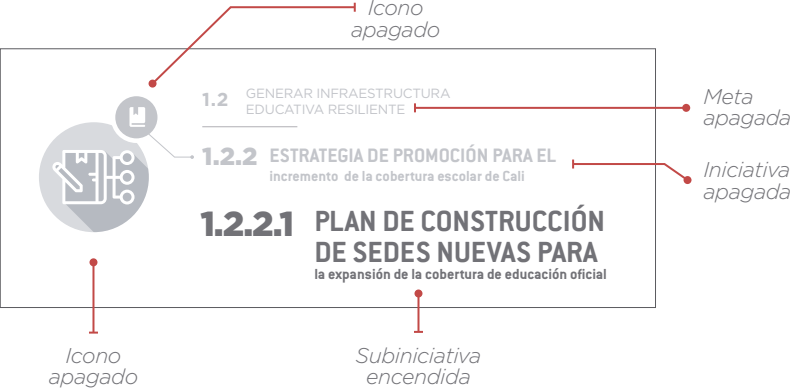 Icono
apagado
1.2 GENERAR INFRAESTRUCTURA
EDUCATIVA RESILIENTE
Meta
apagada
1.2.2 ESTRATEGIA DE PROMOCIÓN PARA EL
incremento de la cobertura escolar de Cali
Iniciativa
apagada
1.2.2.1 PLAN DE CONSTRUCCIÓN
DE SEDES NUEVAS PARA
la expansión de la cobertura de educación oficial
Icono
apagado
Subiniciativa
encendida